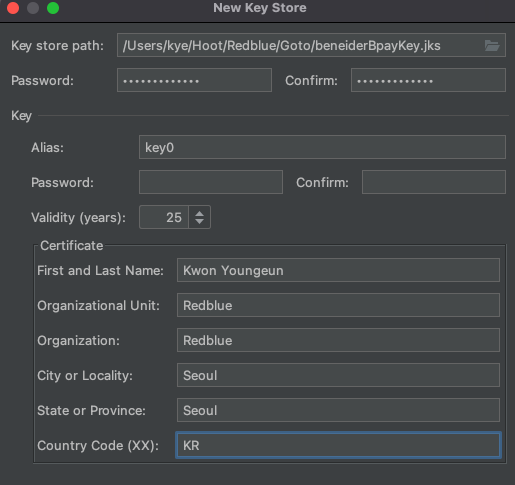 New Key Store
Key store path: /Users/kye/Hoot/Redblue/Goto/beneiderBpayKey.jks
Password: ••••••••••••• Confirm: •••••••••••••
Key
Alias: key0
Password: Confirm:
Validity (years): 25
Certificate
First and Last Name: Kwon Youngeun
Organizational Unit: Redblue
Organization: Redblue
City or Locality: Seoul
State or Province: Seoul
Country Code (XX): KR